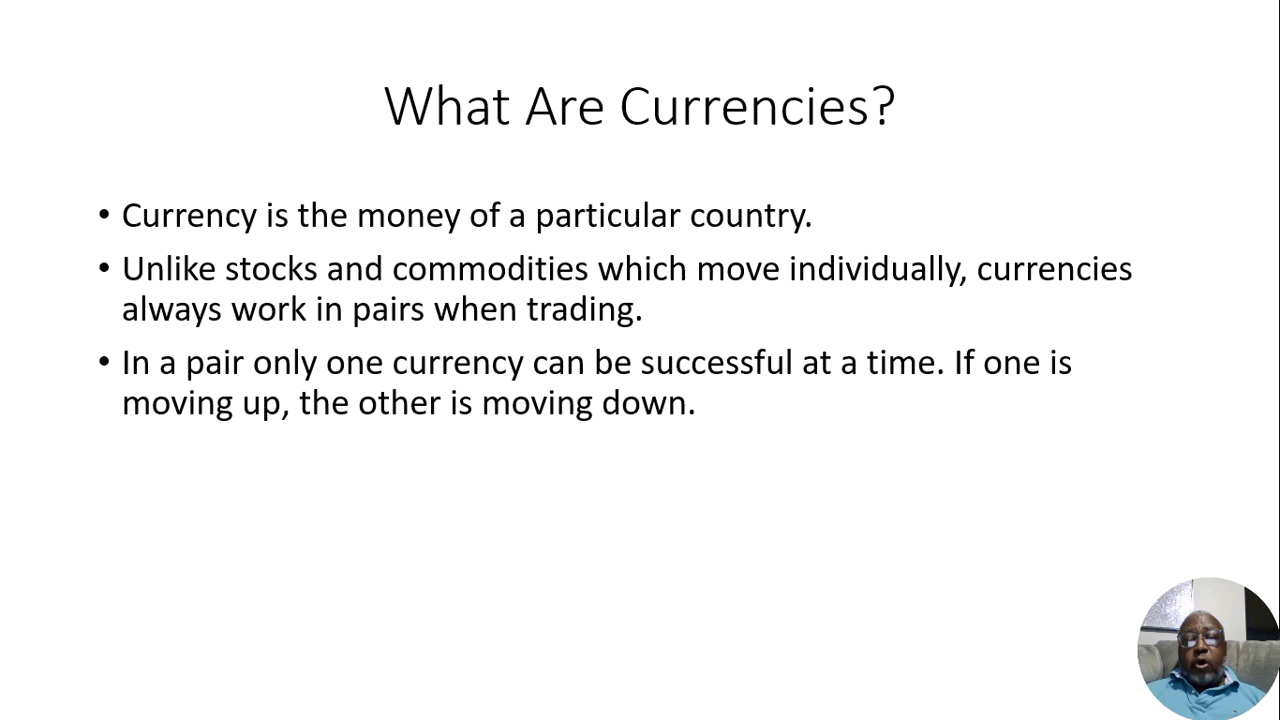 What Are Currencies?
• Currency is the money of a particular country.
• Unlike stocks and commodities which move individually, currencies
always work in pairs when trading.
• In a pair only one currency can be successful at a time. If one is
moving up, the other is moving down.